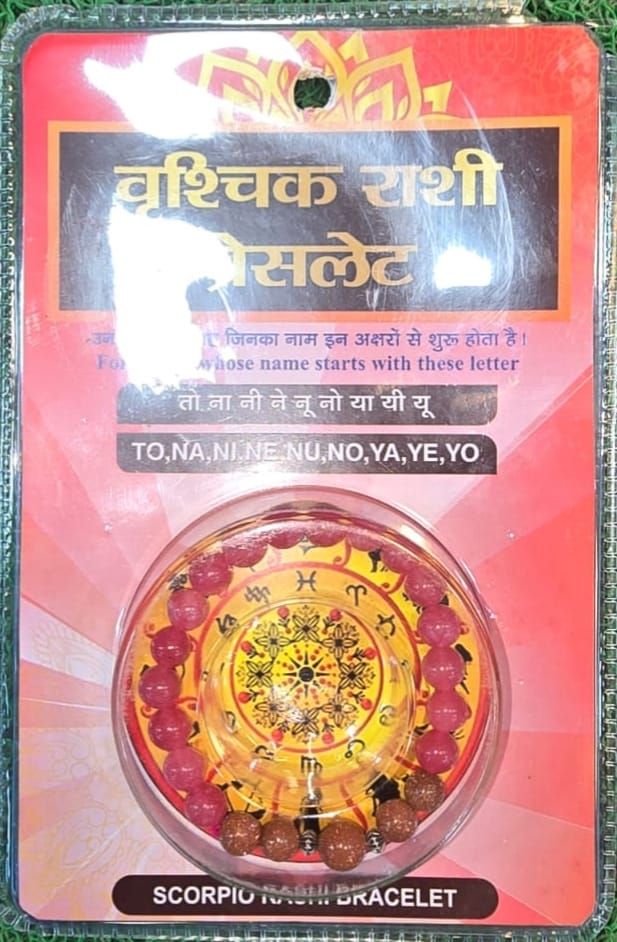 वृश्चिक राशी
ब्रेसलेट
जिनका नाम इन अक्षरों से शुरू होता है।
whose name starts with these letter
तो ना नी ने नू नो या यी यू
TO,NA,NI,NE,NU,NO,YA,YE,YO
SCORPIO RASHI BRACELET